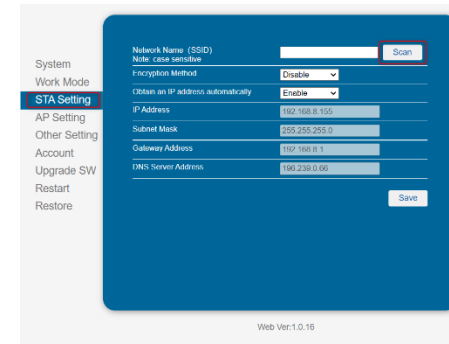 System
Work Mode
STA Setting
AP Setting
Other Setting
Account
Upgrade SW
Restart
Restore
Network Name (SSID)
Note: case sensitive
Scan
Encryption Method Disable
Obtain an IP address automatically Enable
IP Address 192.168.8.155
Subnet Mask 255.255.255.0
Gateway Address 192.168.8.1
DNS Server Address 190.239.0.66
Save
Web Ver:1.0.16